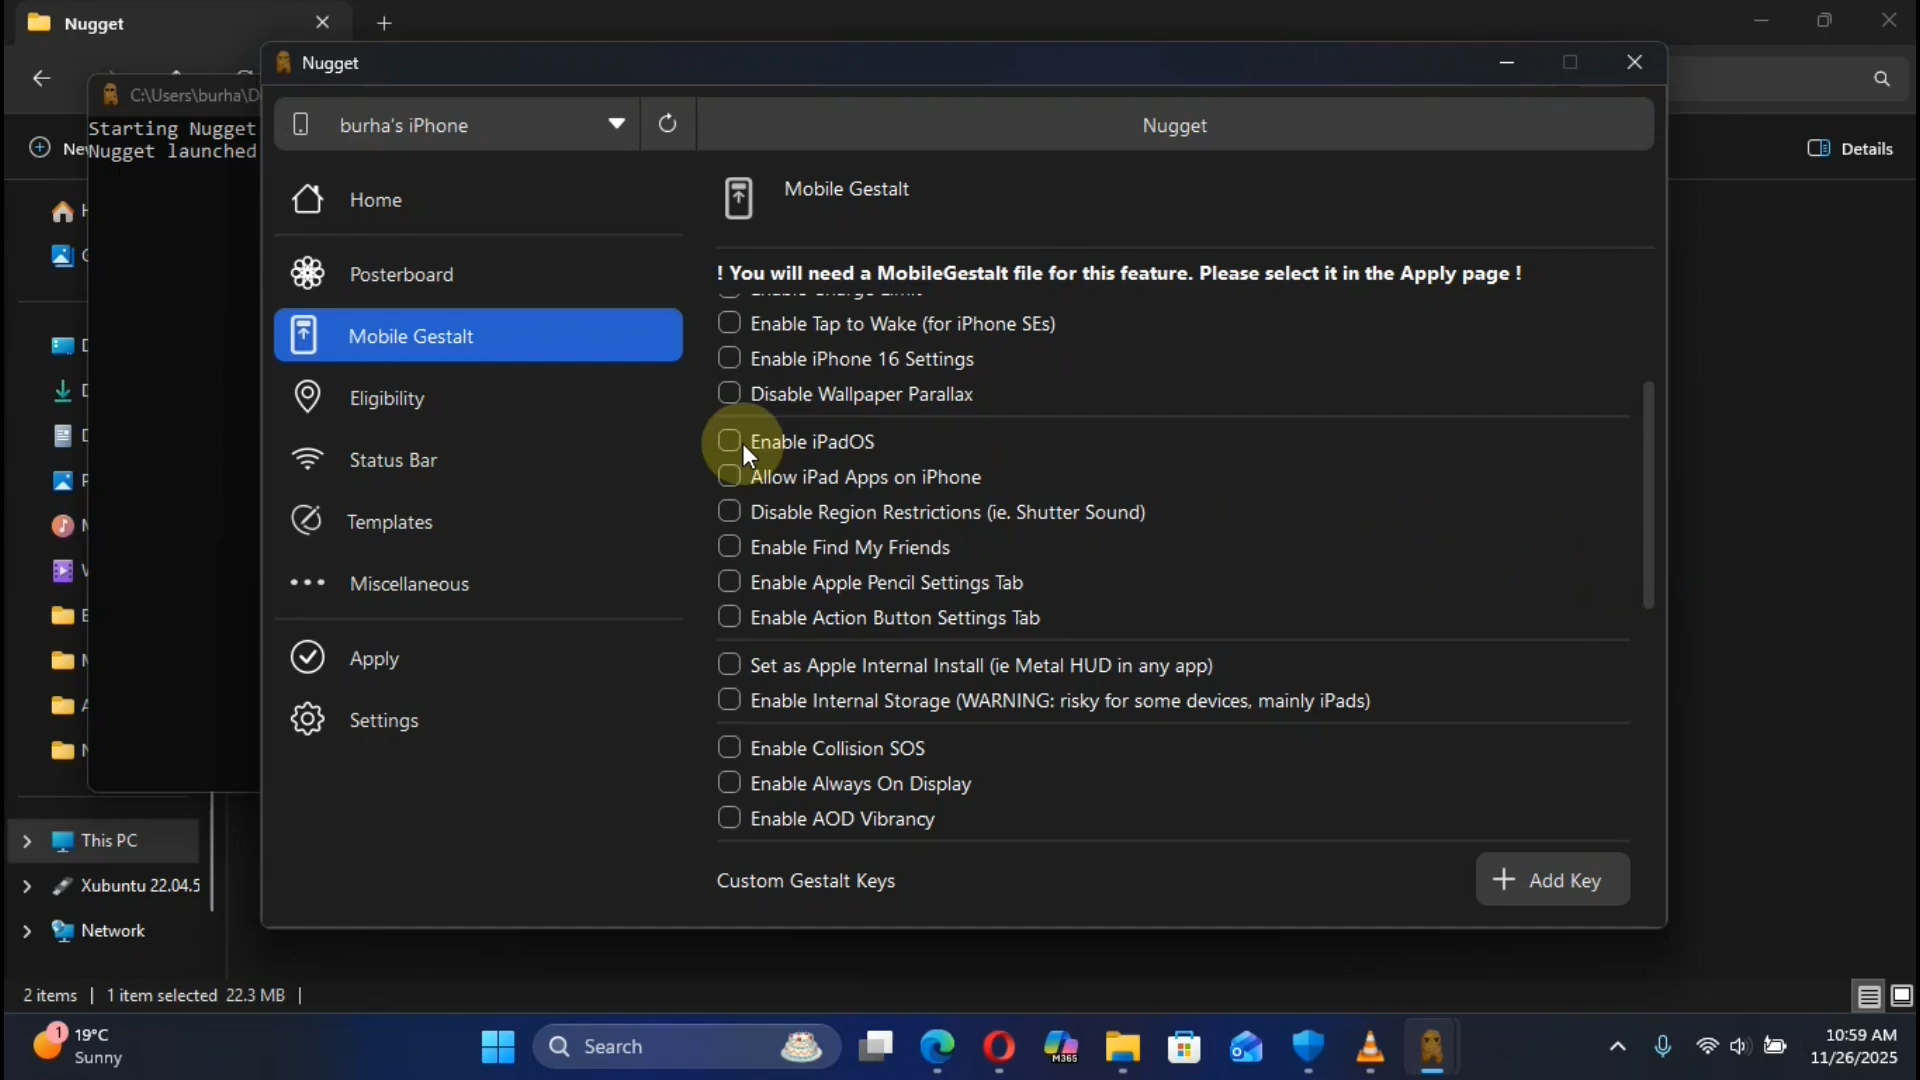 Nugget
Nugget
C:\Users\burha\D
Starting Nugget
Nugget launched
burha's iPhone
Nugget
Details
Home
Posterboard
Mobile Gestalt
Eligibility
Status Bar
Templates
Miscellaneous
Apply
Settings
Mobile Gestalt
! You will need a MobileGestalt file for this feature. Please select it in the Apply page !
Enable Tap to Wake (for iPhone SEs)
Enable iPhone 16 Settings
Disable Wallpaper Parallax
Enable iPadOS
Allow iPad Apps on iPhone
Disable Region Restrictions (ie. Shutter Sound)
Enable Find My Friends
Enable Apple Pencil Settings Tab
Enable Action Button Settings Tab
Set as Apple Internal Install (ie Metal HUD in any app)
Enable Internal Storage (WARNING: risky for some devices, mainly iPads)
Enable Collision SOS
Enable Always On Display
Enable AOD Vibrancy
Custom Gestalt Keys
Add Key
This PC
Xubuntu 22.04.5
Network
2 items
1 item selected 22.3 MB
1
19°C
Sunny
Search
M365
10:59 AM
11/26/2025